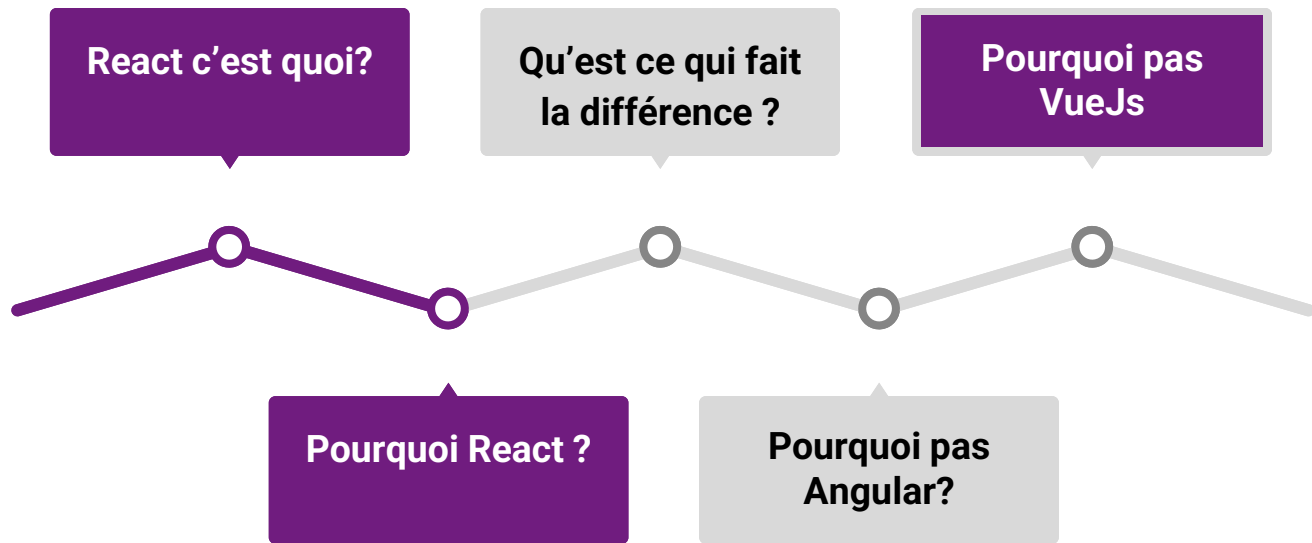 React c’est quoi?
Pourquoi React ?
Qu’est ce qui fait
la différence ?
Pourquoi pas
Angular?
Pourquoi pas
VueJs